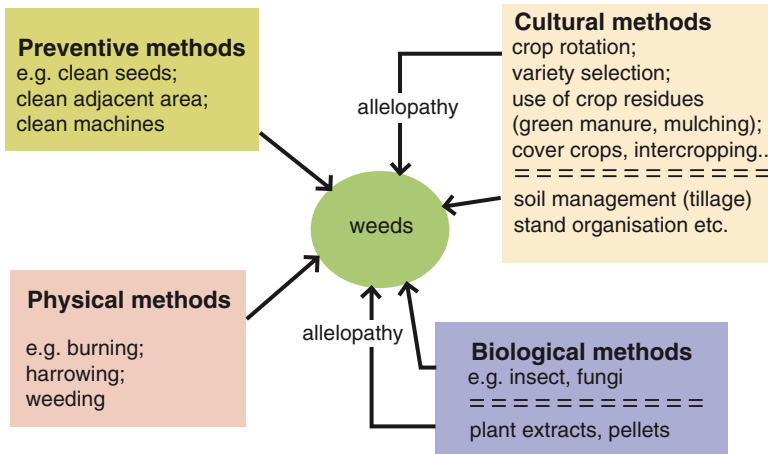 Preventive methods
e.g. clean seeds;
clean adjacent area;
clean machines
Cultural methods
crop rotation;
variety selection;
use of crop residues
(green manure, mulching);
cover crops, intercropping..
= = = = = = = = = = = = =
soil management (tillage)
stand organisation etc.
allelopathy
weeds
Physical methods
e.g. burning;
harrowing;
weeding
allelopathy
Biological methods
e.g. insect, fungi
= = = = = = = = = = =
plant extracts, pellets